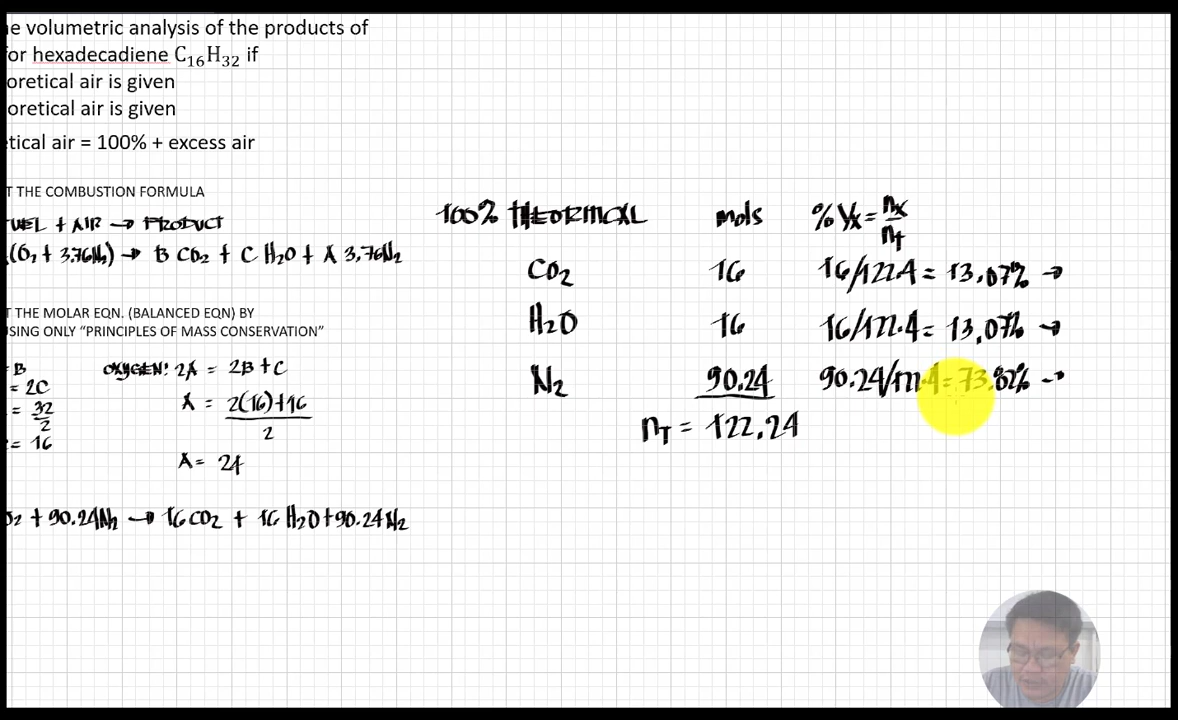 e volumetric analysis of the products of
or hexadecadiene C16H32 if
oretical air is given
oretical air is given
tical air = 100% + excess air
T THE COMBUSTION FORMULA
UEL + AIR → PRODUCT
(O2 + 3.76N2) → B CO2 + C H2O + A 3.76N2
T THE MOLAR EQN. (BALANCED EQN) BY
SING ONLY “PRINCIPLES OF MASS CONSERVATION”
= B
= 2C
= 32/2
= 16
OXYGEN: 2A = 2B + C
A = 2(16)+16
2
A = 24
O2 + 90.24N2 → 16CO2 + 16 H2O + 90.24 N2
100% mols % Yx = nx/nT
CO2 16 16/122.4 = 13.07% →
H2O 16 16/122.4 = 13.07% →
N2 90.24 90.24/122.4 = 73.82% →
nT = 122.24